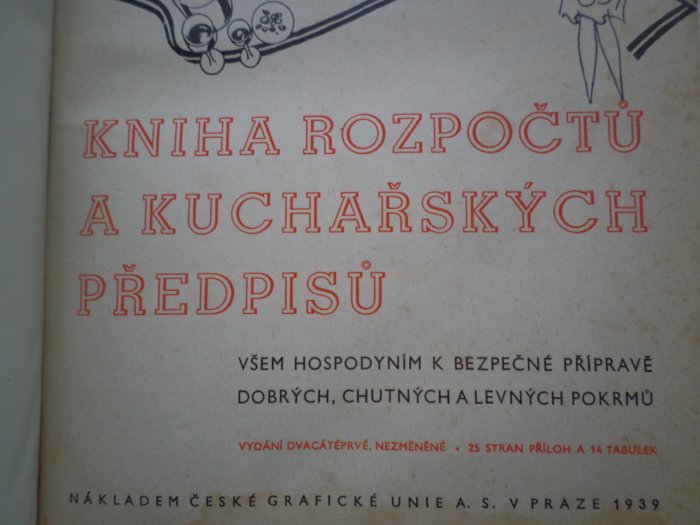 KNIHA ROZPOČTŮ
A KUCHAŘSKÝCH
PŘEDPISŮ
VŠEM HOSPODYNÍM K BEZPEČNÉ PŘÍPRAVĚ
DOBRÝCH, CHUTNÝCH A LEVNÝCH POKRMŮ
VYDÁNÍ DVACÁTÉPRVÉ, NEZMĚNĚNÉ • 25 STRAN PŘÍLOH A 14 TABULEK
NÁKLADEM ČESKÉ GRAFICKÉ UNIE A. S. V PRAZE 1939